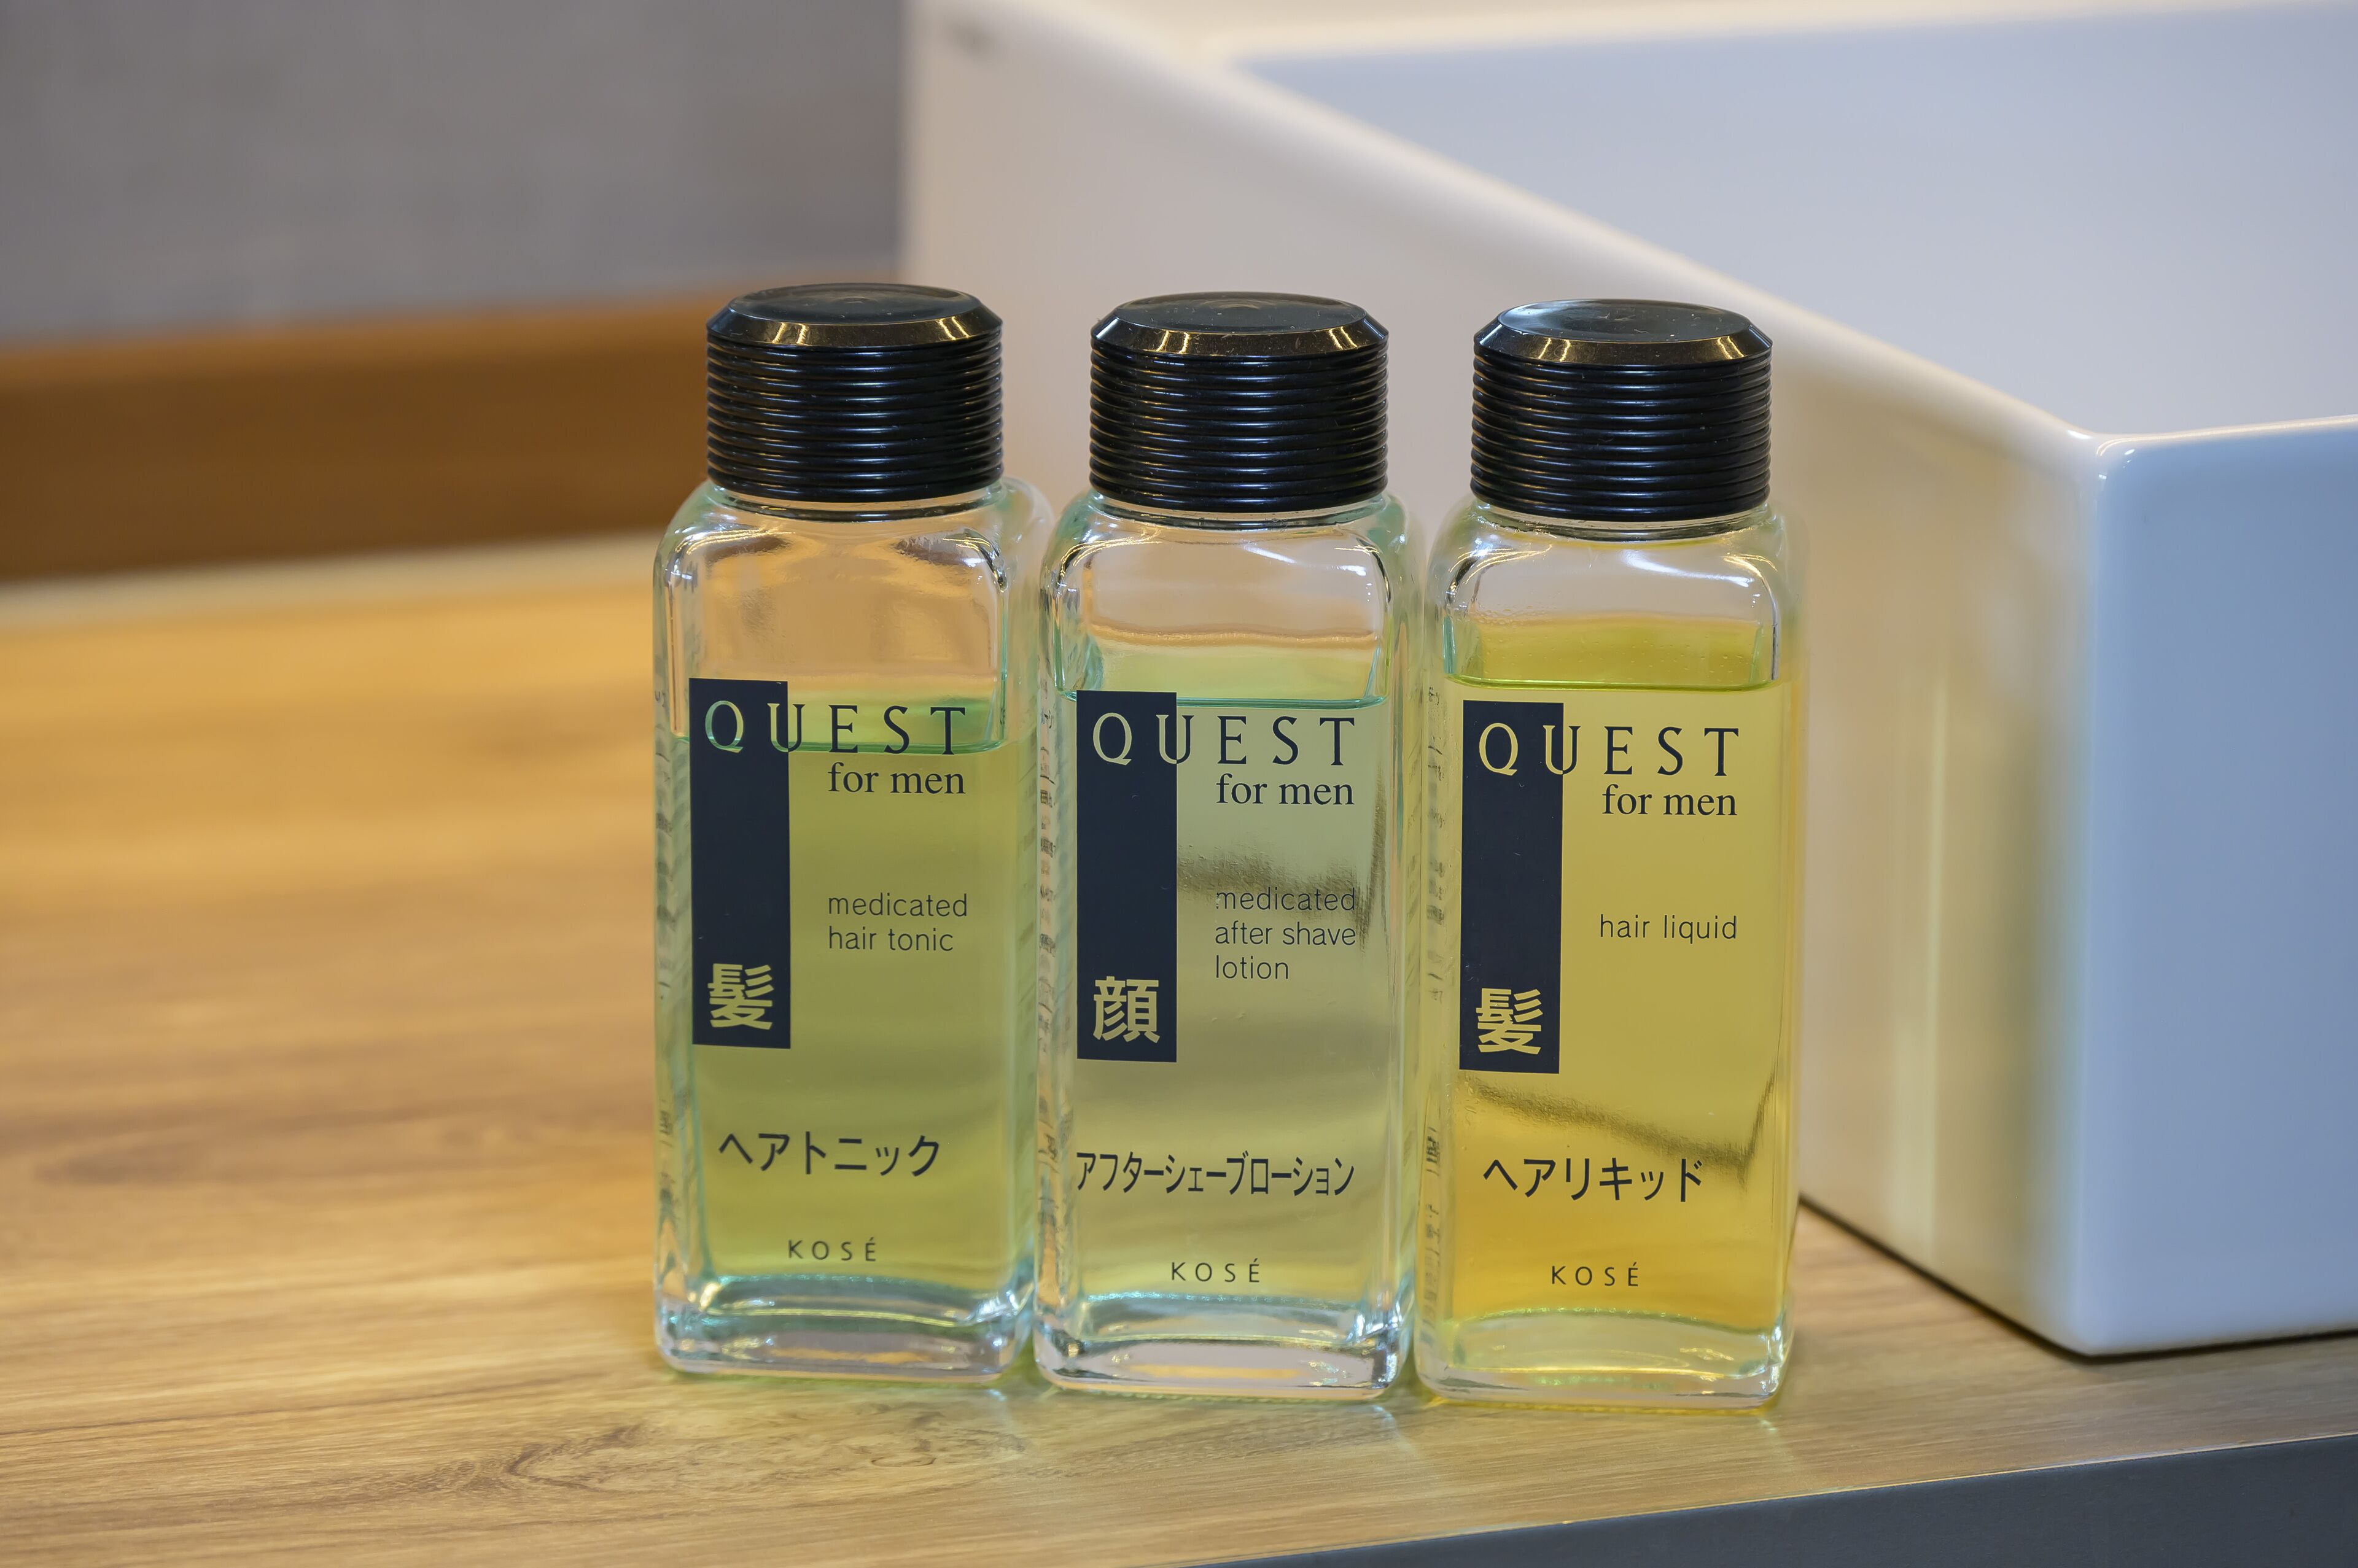 QUEST
for men
medicated
hair tonic
髪
ヘアトニック
KOSÉ
QUEST
for men
medicated
after shave
lotion
顔
アフターシェーブローション
KOSÉ
QUEST
for men
hair liquid
髪
ヘアリキッド
KOSÉ